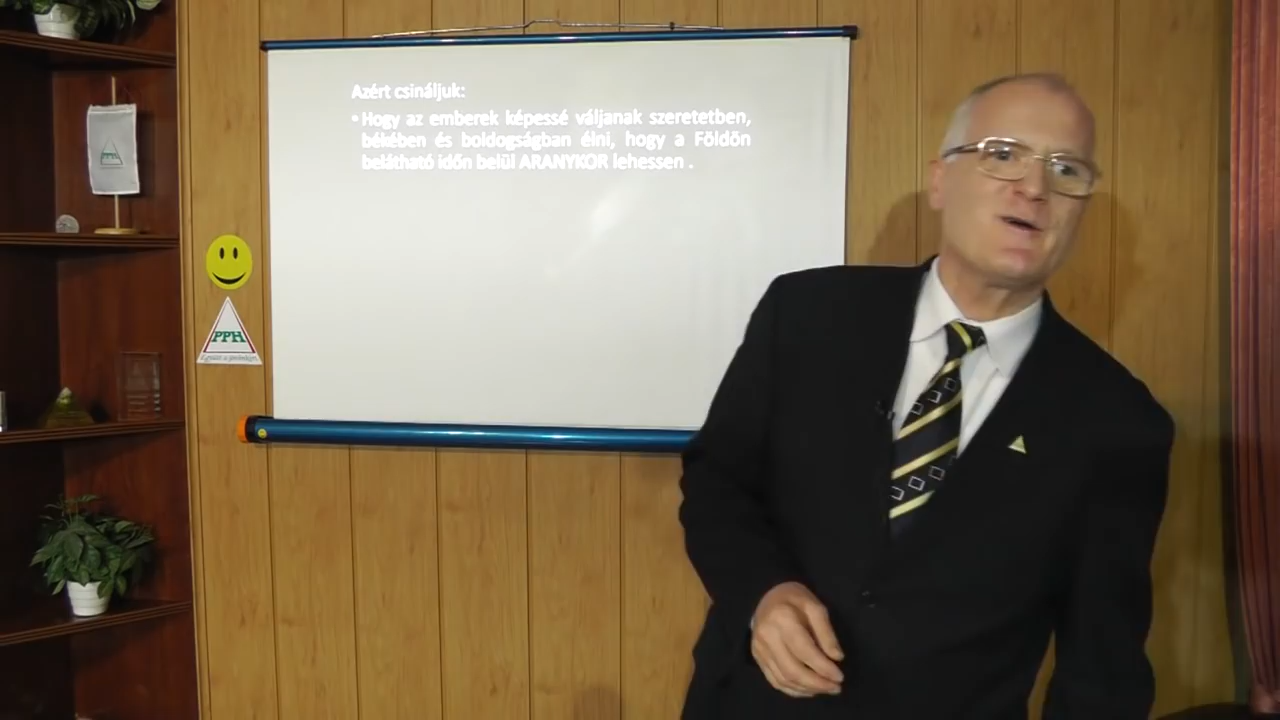 Azért csináljuk:
• Hogy az emberek képessé váljanak szeretetben,
békében és boldogságban élni, hogy a Földön
belátható időn belül ARANYKOR lehessen .
PPH
PPH